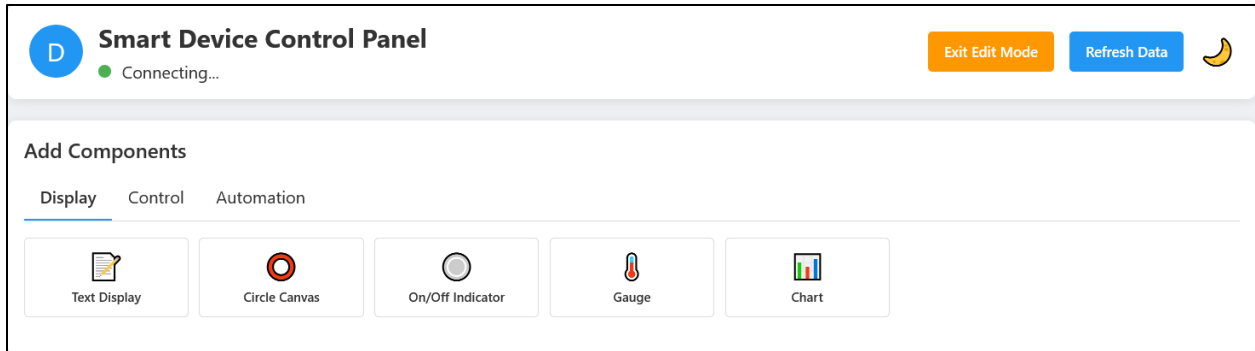 D
Smart Device Control Panel
Connecting...
Exit Edit Mode
Refresh Data
Add Components
Display Control Automation
Text Display
Circle Canvas
On/Off Indicator
Gauge
Chart